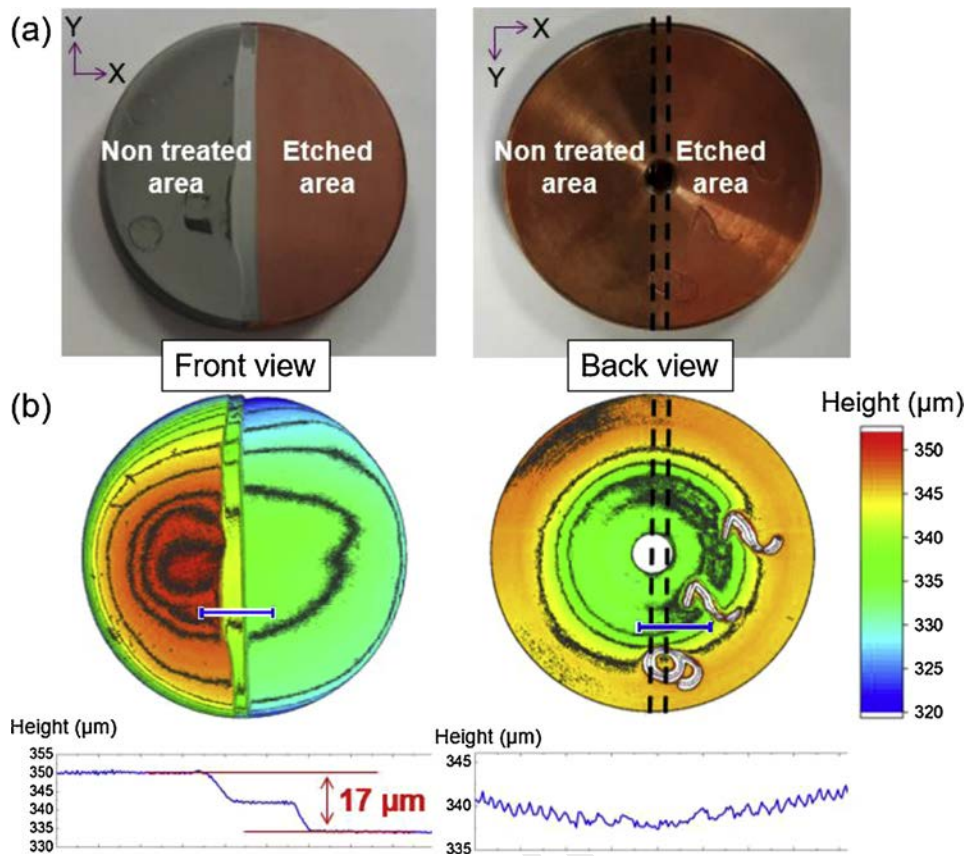 (a)
Y
X
Non treated
area
Etched
area
X
Y
Non treated
area
Etched
area
Front view
Back view
(b)
Height (µm)
350
345
340
335
330
325
320
Height (µm)
355
350
340
335
330
17 µm
Height (µm)
345
340
335